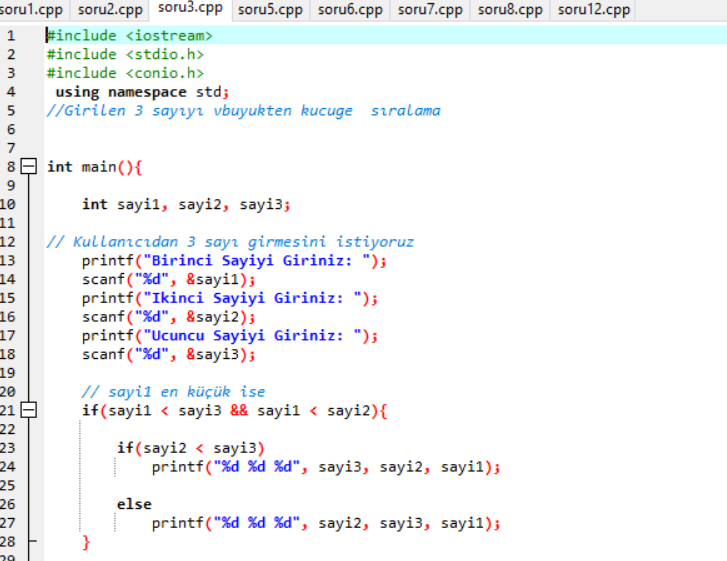 soru1.cpp soru2.cpp soru3.cpp soru5.cpp soru6.cpp soru7.cpp soru8.cpp soru12.cpp
1 #include <iostream>
2 #include <stdio.h>
3 #include <conio.h>
4 using namespace std;
5 //Girilen 3 sayıyı vbuyukten kucuge  sıralama
6
7
8 int main(){
9
10 int sayi1, sayi2, sayi3;
11
12 // Kullanıcıdan 3 sayı girmesini istiyoruz
13 printf("Birinci Sayiyi Giriniz: ");
14 scanf("%d", &sayi1);
15 printf("Ikinci Sayiyi Giriniz: ");
16 scanf("%d", &sayi2);
17 printf("Ucuncu Sayiyi Giriniz: ");
18 scanf("%d", &sayi3);
19
20 // sayi1 en küçük ise
21 if(sayi1 < sayi3 && sayi1 < sayi2){
22
23 if(sayi2 < sayi3)
24 printf("%d %d %d", sayi3, sayi2, sayi1);
25
26 else
27 printf("%d %d %d", sayi2, sayi3, sayi1);
28 }
29